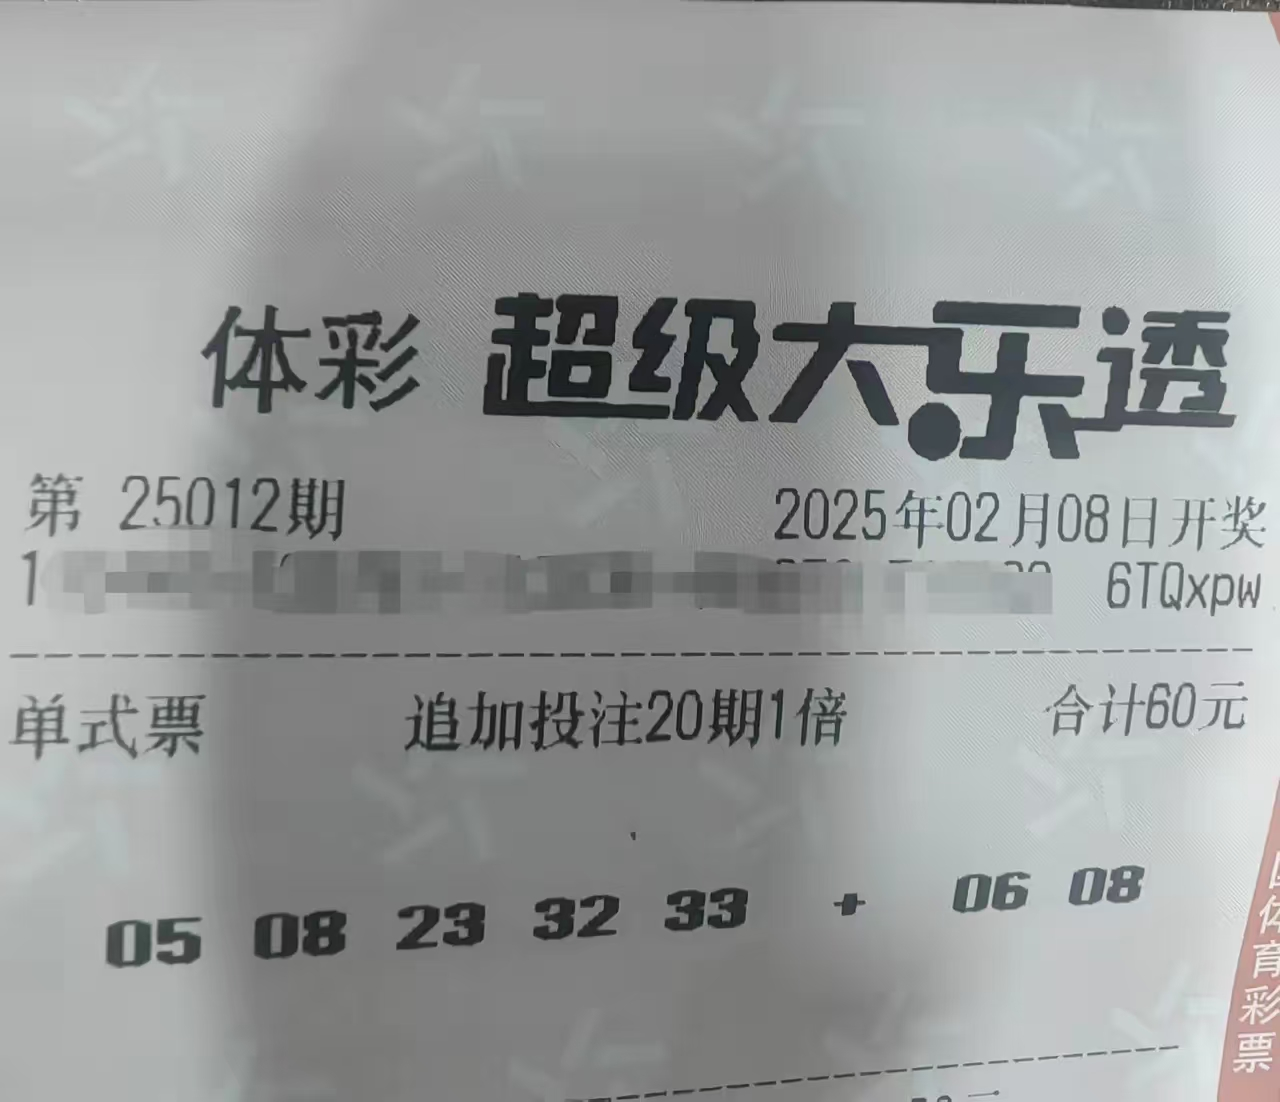 体彩 超级大乐透
第 25012期 2025年02月08日开奖
1 6TQxpw
单式票 追加投注20期1倍 合计60元
05 08 23 32 33 + 06 08
体育彩票